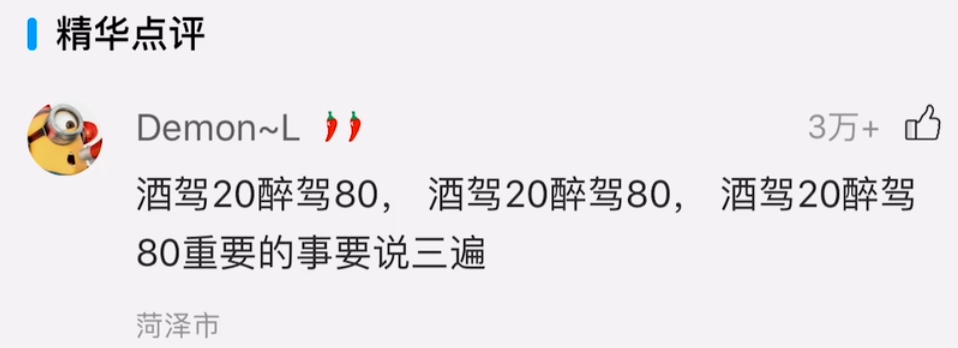 精华点评
Demon~L 🌶️🌶️ 3万+
酒驾20醉驾80， 酒驾20醉驾80， 酒驾20醉驾
80重要的事要说三遍
菏泽市